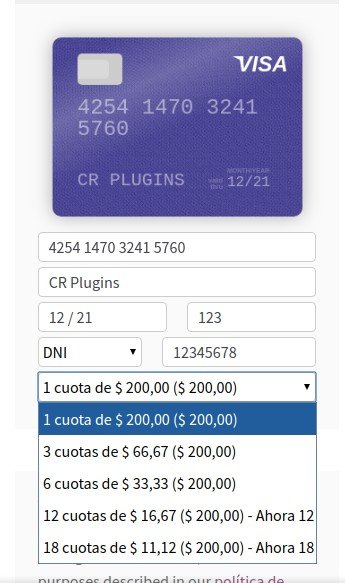 VISA
4254 1470 3241
5760
MONTH/YEAR
CR PLUGINS
12/21
4254 1470 3241 5760
CR Plugins
12 / 21
123
DNI
12345678
1 cuota de $ 200,00 ($ 200,00)
1 cuota de $ 200,00 ($ 200,00)
3 cuotas de $ 66,67 ($ 200,00)
6 cuotas de $ 33,33 ($ 200,00)
12 cuotas de $ 16,67 ($ 200,00) - Ahora 12
18 cuotas de $ 11,12 ($ 200,00) - Ahora 18
purposes described in our política de